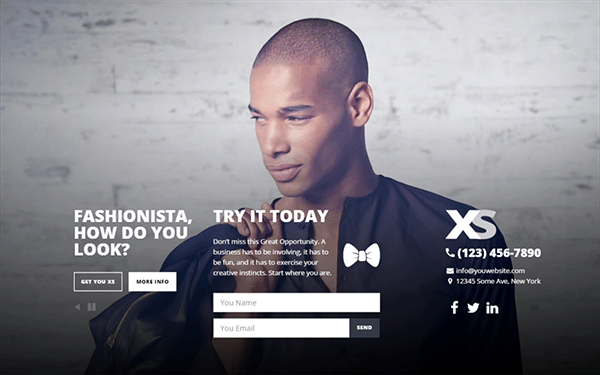 FASHIONISTA,
HOW DO YOU
LOOK?
GET YOU XS
MORE INFO
TRY IT TODAY
Don't miss this Great Opportunity. A
business has to be involving, it has to
be fun, and it has to exercise your
creative instincts. Start where you are.
You Name
You Email
SEND
XS
(123) 456-7890
info@youwebsite.com
12345 Some Ave, New York